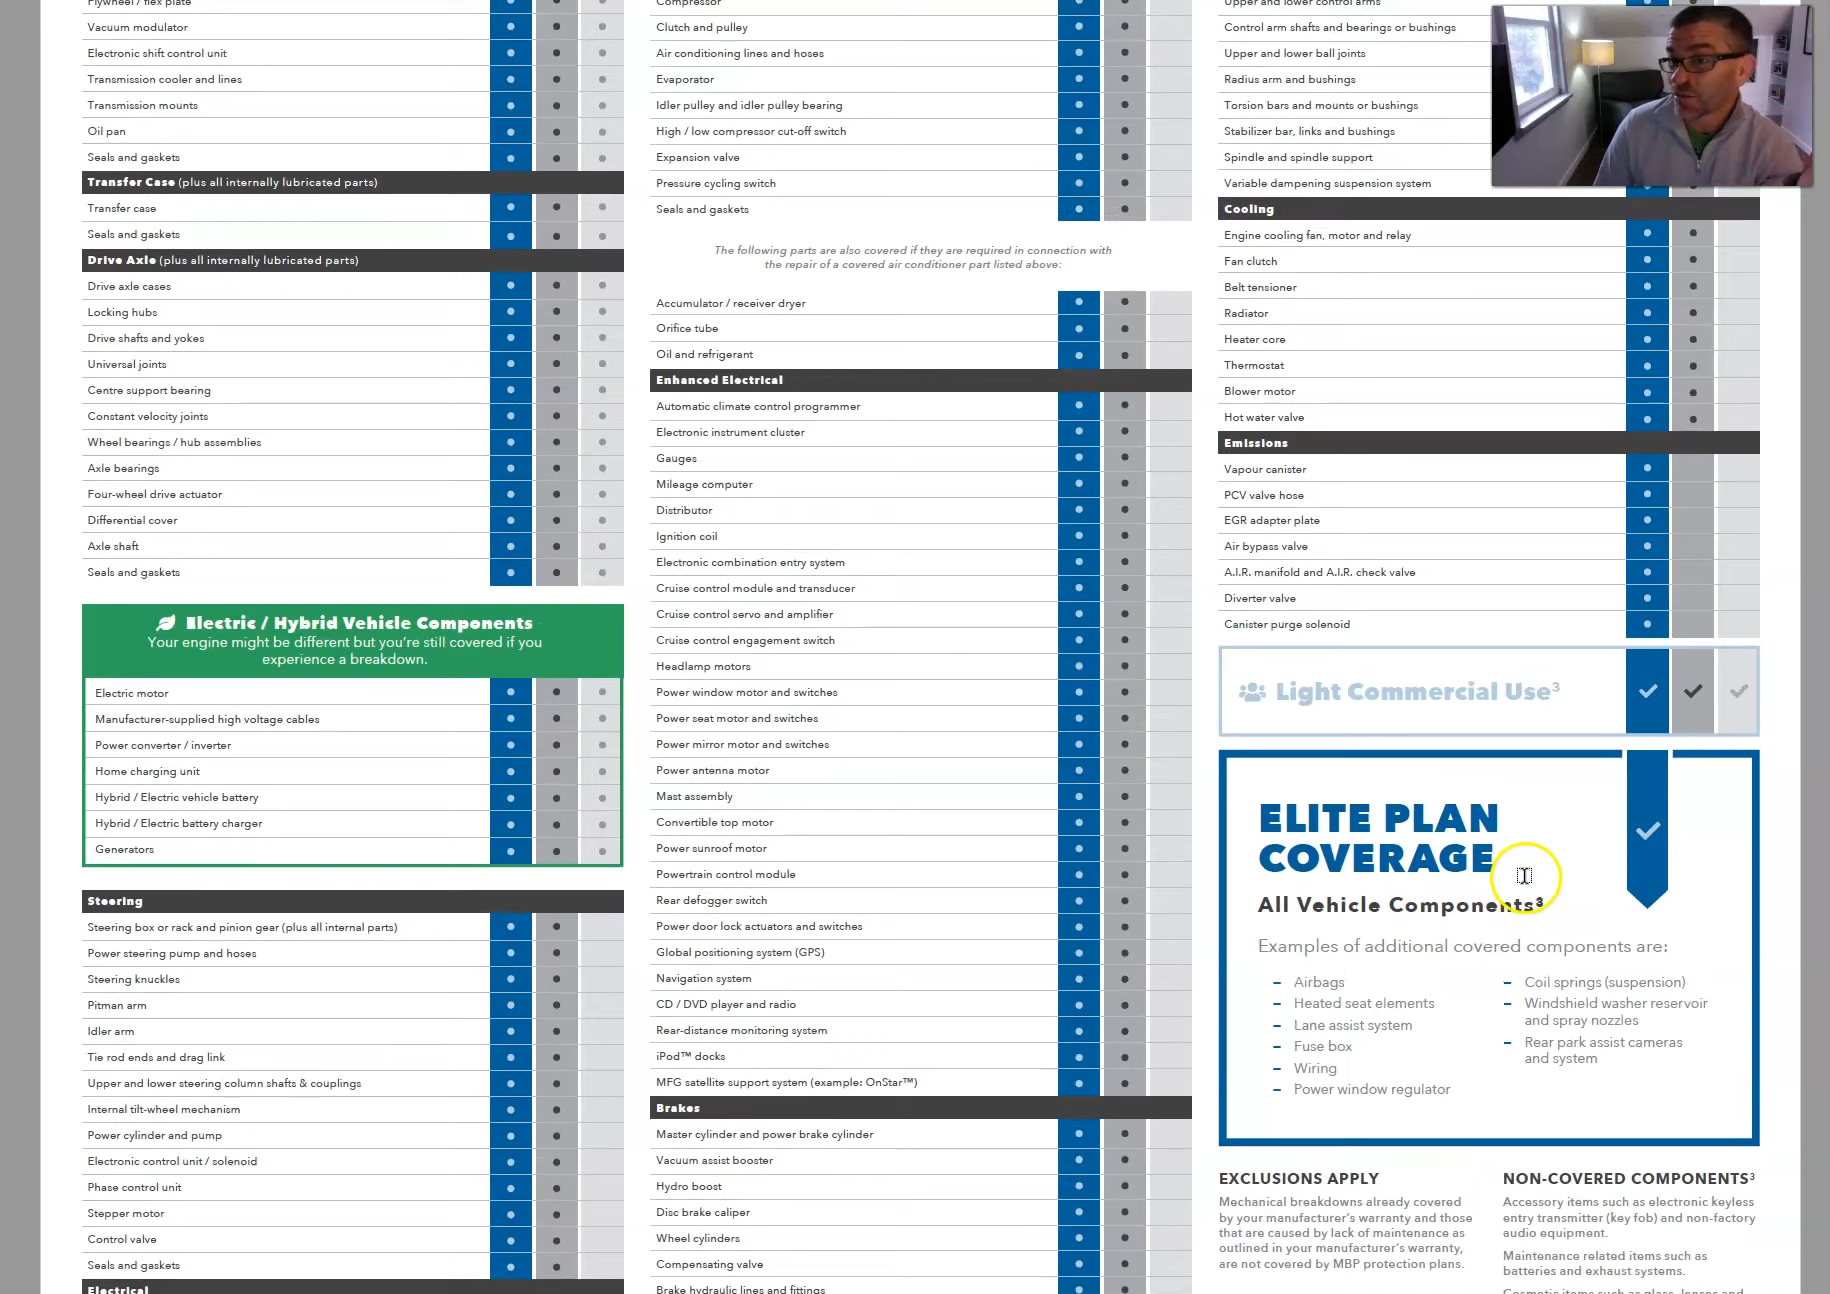 Flywheel / flex plate
Vacuum modulator
Electronic shift control unit
Transmission cooler and lines
Transmission mounts
Oil pan
Seals and gaskets
Transfer Case (plus all internally lubricated parts)
Transfer case
Seals and gaskets
Drive Axle (plus all internally lubricated parts)
Drive axle cases
Locking hubs
Drive shafts and yokes
Universal joints
Centre support bearing
Constant velocity joints
Wheel bearings / hub assemblies
Axle bearings
Four-wheel drive actuator
Differential cover
Axle shaft
Seals and gaskets
Electric / Hybrid Vehicle Components
Your engine might be different but you're still covered if you
experience a breakdown.
Electric motor
Manufacturer-supplied high voltage cables
Power converter / inverter
Home charging unit
Hybrid / Electric vehicle battery
Hybrid / Electric battery charger
Generators
Steering
Steering box or rack and pinion gear (plus all internal parts)
Power steering pump and hoses
Steering knuckles
Pitman arm
Idler arm
Tie rod ends and drag link
Upper and lower steering column shafts & couplings
Internal tilt-wheel mechanism
Power cylinder and pump
Electronic control unit / solenoid
Phase control unit
Stepper motor
Control valve
Seals and gaskets
Electrical
Compressor
Clutch and pulley
Air conditioning lines and hoses
Evaporator
Idler pulley and idler pulley bearing
High / low compressor cut-off switch
Expansion valve
Pressure cycling switch
Seals and gaskets
The following parts are also covered if they are required in connection with
the repair of a covered air conditioner part listed above:
Accumulator / receiver dryer
Orifice tube
Oil and refrigerant
Enhanced Electrical
Automatic climate control programmer
Electronic instrument cluster
Gauges
Mileage computer
Distributor
Ignition coil
Electronic combination entry system
Cruise control module and transducer
Cruise control servo and amplifier
Cruise control engagement switch
Headlamp motors
Power window motor and switches
Power seat motor and switches
Power mirror motor and switches
Power antenna motor
Mast assembly
Convertible top motor
Power sunroof motor
Powertrain control module
Rear defogger switch
Power door lock actuators and switches
Global positioning system (GPS)
Navigation system
CD / DVD player and radio
Rear-distance monitoring system
iPod™ docks
MFG satellite support system (example: OnStar™)
Brakes
Master cylinder and power brake cylinder
Vacuum assist booster
Hydro boost
Disc brake caliper
Wheel cylinders
Compensating valve
Brake hydraulic lines and fittings
Upper and lower control arms
Control arm shafts and bearings or bushings
Upper and lower ball joints
Radius arm and bushings
Torsion bars and mounts or bushings
Stabilizer bar, links and bushings
Spindle and spindle support
Variable dampening suspension system
Cooling
Engine cooling fan, motor and relay
Fan clutch
Belt tensioner
Radiator
Heater core
Thermostat
Blower motor
Hot water valve
Emissions
Vapour canister
PCV valve hose
EGR adapter plate
Air bypass valve
A.I.R. manifold and A.I.R. check valve
Diverter valve
Canister purge solenoid
Light Commercial Use³
ELITE PLAN
COVERAGE
All Vehicle Components³
Examples of additional covered components are:
– Airbags
– Heated seat elements
– Lane assist system
– Fuse box
– Wiring
– Power window regulator
– Coil springs (suspension)
– Windshield washer reservoir
and spray nozzles
– Rear park assist cameras
and system
EXCLUSIONS APPLY
Mechanical breakdowns already covered
by your manufacturer's warranty and those
that are caused by lack of maintenance as
outlined in your manufacturer's warranty,
are not covered by MBP protection plans.
NON-COVERED COMPONENTS³
Accessory items such as electronic keyless
entry transmitter (key fob) and non-factory
audio equipment.
Maintenance related items such as
batteries and exhaust systems.
Cosmetic items such as glass, lenses and